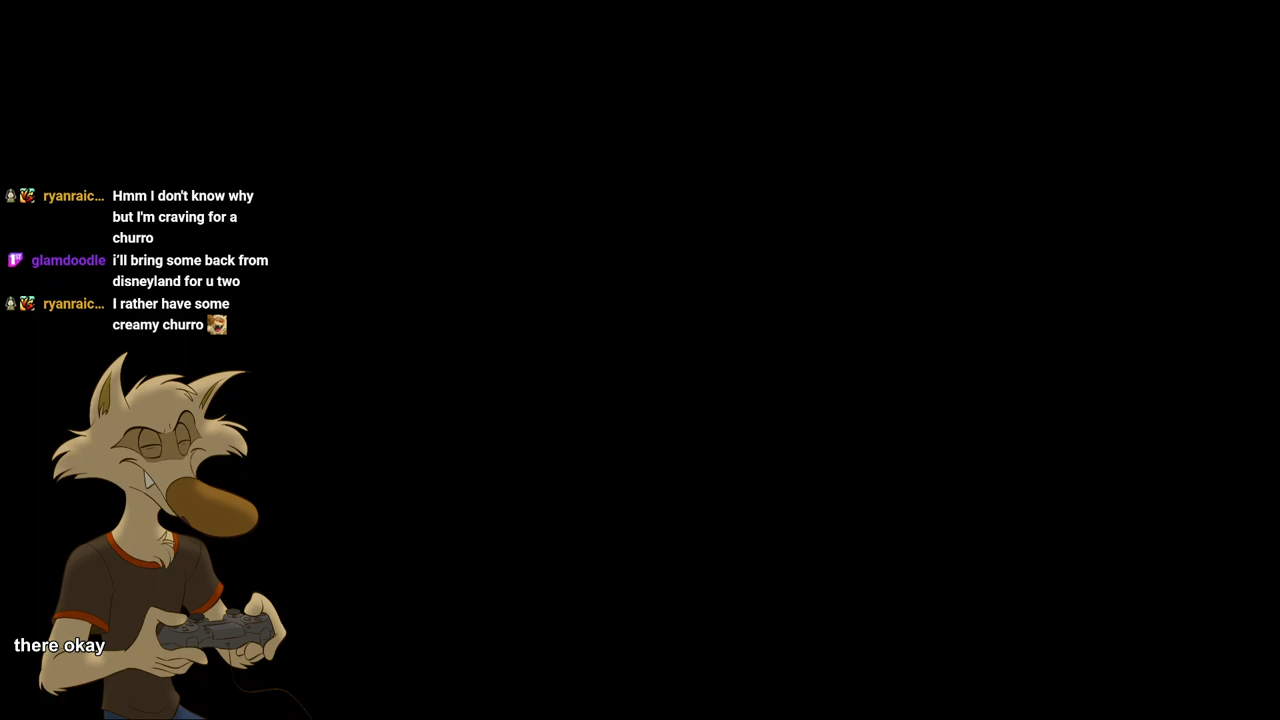 ryanraic... Hmm I don't know why
but I'm craving for a
churro
glamdoodle i'll bring some back from
disneyland for u two
ryanraic... I rather have some
creamy churro
there okay